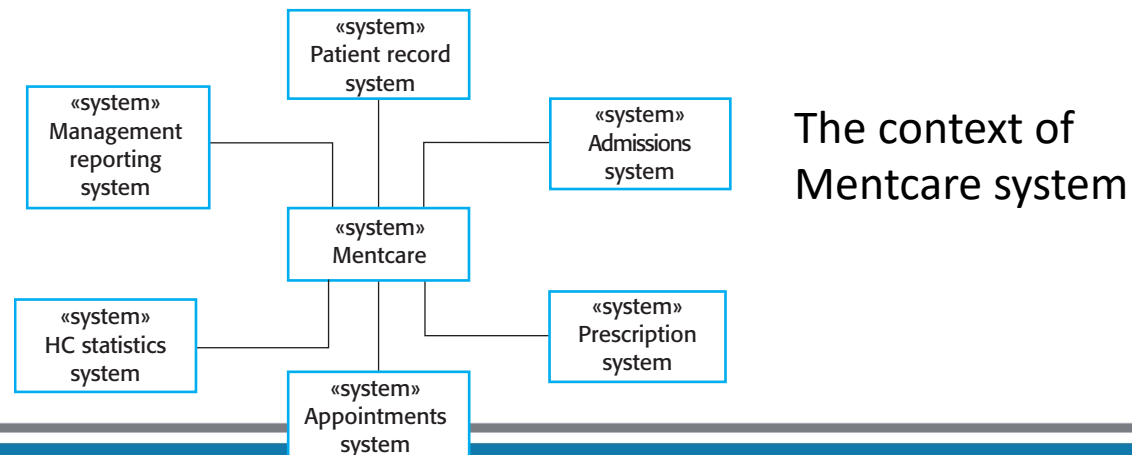 «system»
Patient record
system
«system»
Management
reporting
system
«system»
Admissions
system
The context of
Mentcare system
«system»
Mentcare
«system»
HC statistics
system
«system»
Prescription
system
«system»
Appointments
system